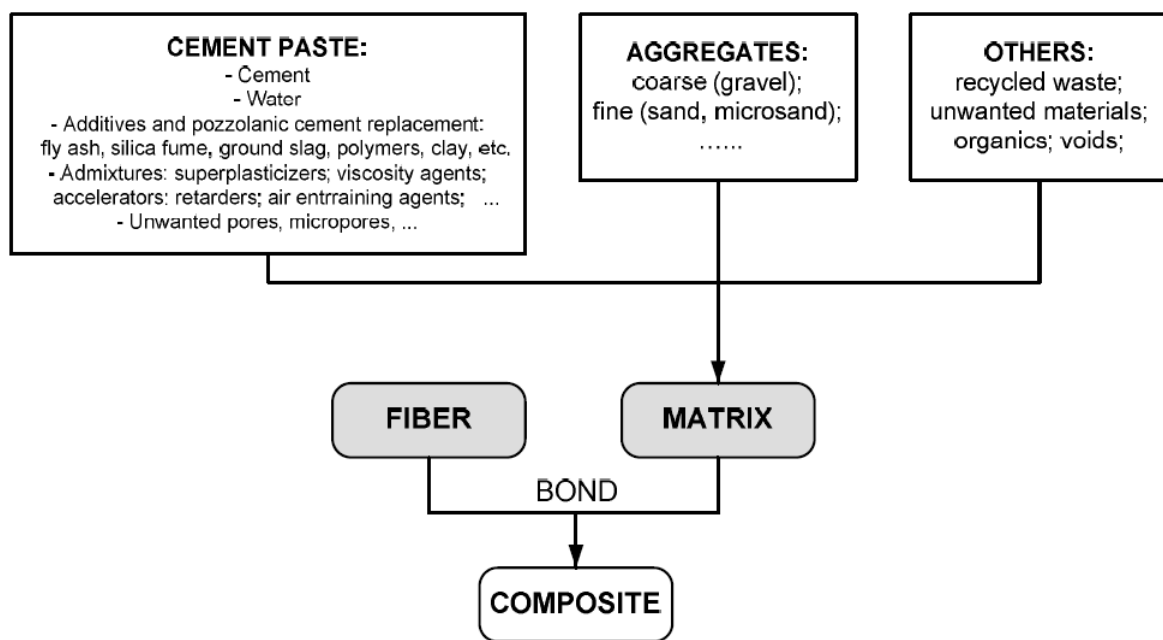 CEMENT PASTE:
- Cement
- Water
- Additives and pozzolanic cement replacement:
fly ash, silica fume, ground slag, polymers, clay, etc.
- Admixtures: superplasticizers; viscosity agents;
accelerators: retarders; air entrraining agents; ...
- Unwanted pores, micropores, ...
AGGREGATES:
coarse (gravel);
fine (sand, microsand);
......
OTHERS:
recycled waste;
unwanted materials;
organics; voids;
FIBER
MATRIX
BOND
COMPOSITE